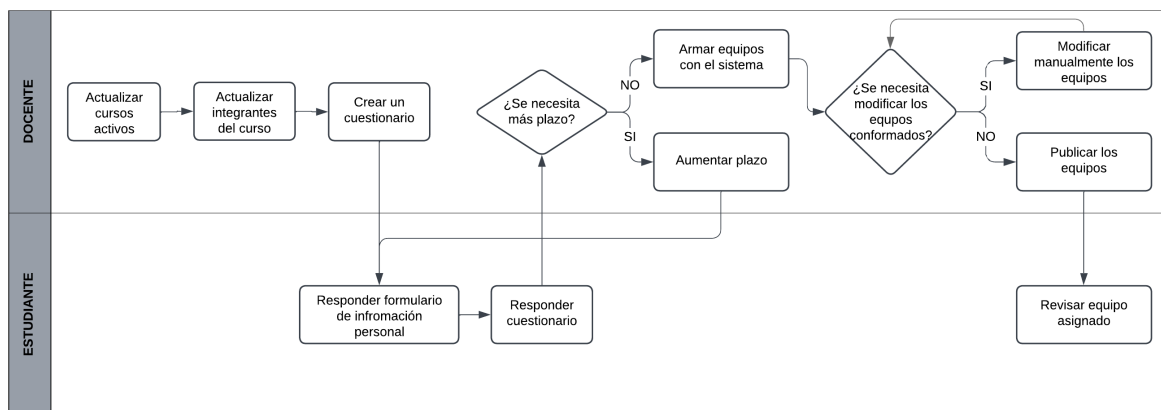 DOCENTE
Actualizar
cursos
activos
Actualizar
integrantes
del curso
Crear un
cuestionario
¿Se necesita
más plazo?
NO
SI
Armar equipos
con el sistema
Aumentar plazo
¿Se necesita
modificar los
equpos
conformados?
SI
NO
Modificar
manualmente los
equipos
Publicar los
equipos
ESTUDIANTE
Responder formulario
de infromación
personal
Responder
cuestionario
Revisar equipo
asignado